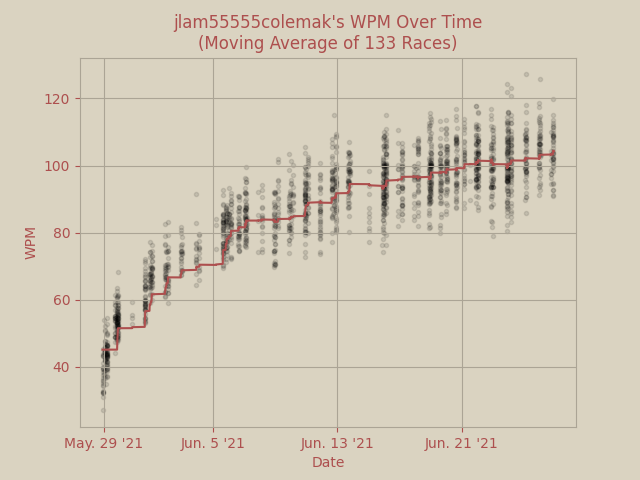 jlam55555colemak's WPM Over Time
(Moving Average of 133 Races)
120
100
80
60
40
WPM
May. 29 '21
Jun. 5 '21
Jun. 13 '21
Jun. 21 '21
Date